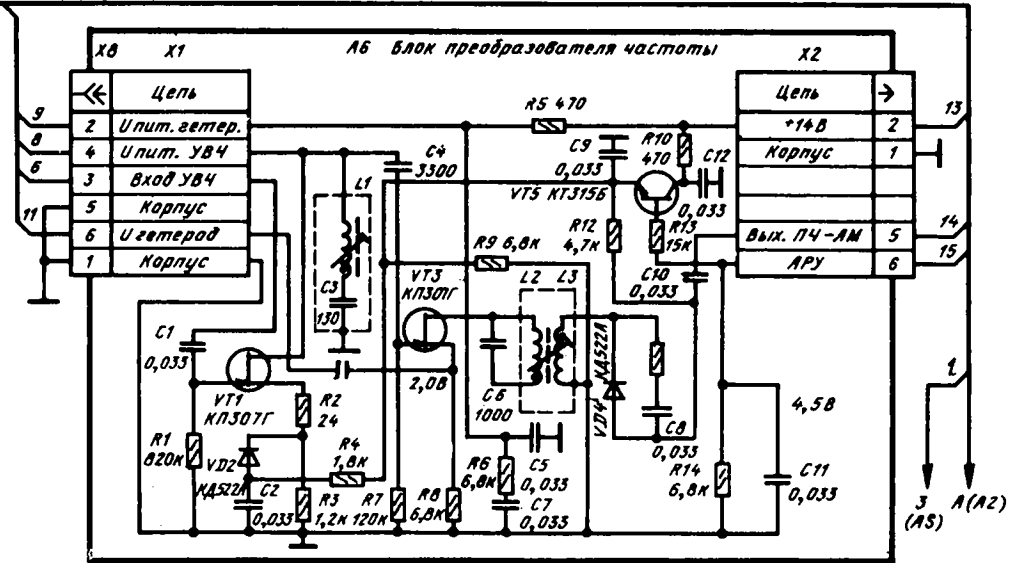 X8 X1 А6 Блок преобразователя частоты X2
Цепь
2 Uпит. гетер.
4 Uпит. УВЧ
3 Вход УВЧ
5 Корпус
6 Uгетерод
1 Корпус
9
8
6
11
Цепь
+14В 2
Корпус 1
Вых. ПЧ-АМ 5
АРУ 6
13
14
15
R5 470
C4
3300
C9
0,033
R10
470
C12
0,033
VT5 КТ315Б
L1
C3
130
R12
4,7к
R13
15к
R9 6,8к
C10
0,033
VT3
КП307Г
L2 L3
C1
0,033
VT1
КП307Г
2,0В
C6
1000
VD4
КД522А
C8
0,033
R2
24
R1
820к
VD2
КД522А
R4
1,8к
C2
0,033
R3
1,2к
R7
120к
R8
6,8к
R6
6,8к
C5
0,033
C7
0,033
4,5В
R14
6,8к
C11
0,033
1
3
(А5)
А(А2)